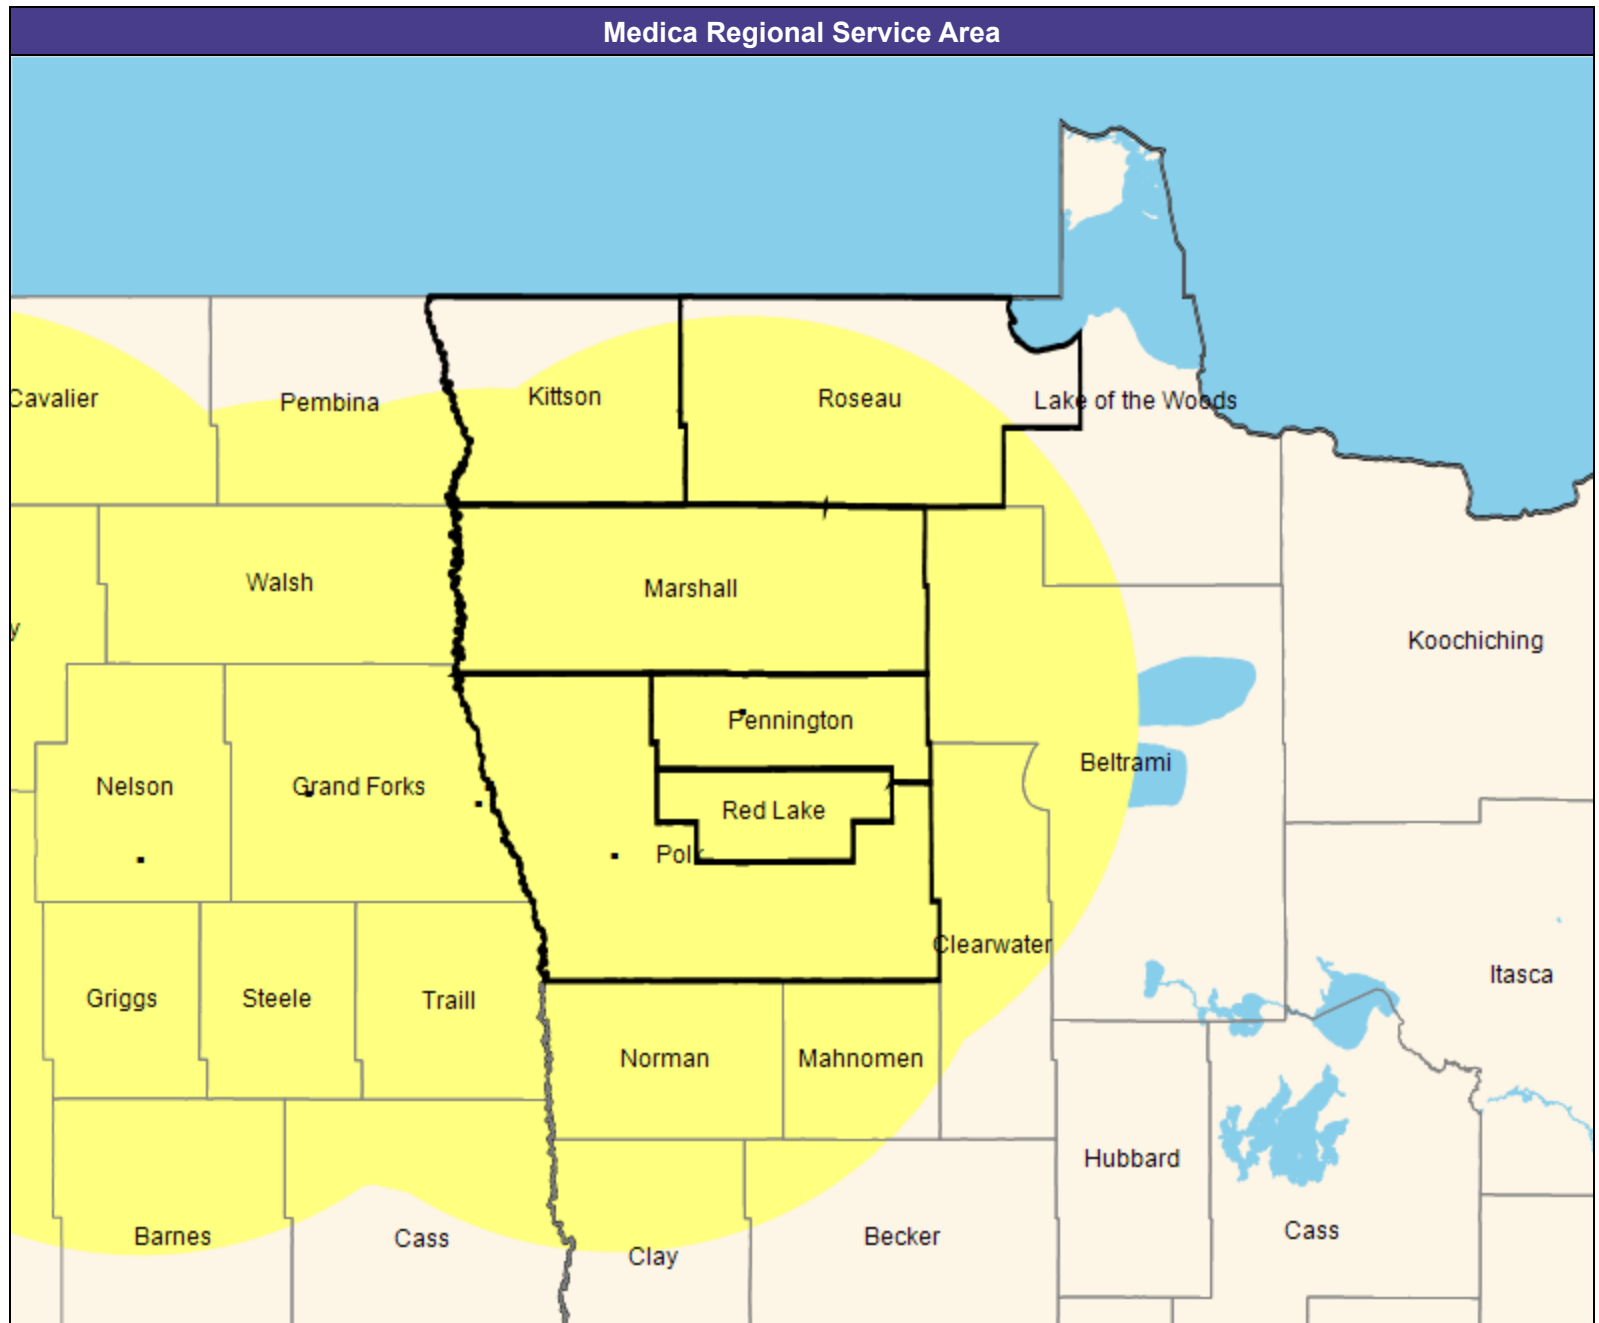 Medica Regional Service Area
Kittson
Cavalier
Pembina
Roseau
Lake of the Woods
Walsh
Marshall
y
Koochiching
Pennington
Beltrami
Nelson
Grand Forks
Red Lake
Polk
Clearwater
Itasca
Griggs
Steele
Traill
Norman
Mahnomen
Hubbard
Barnes
Cass
Clay
Becker
Cass